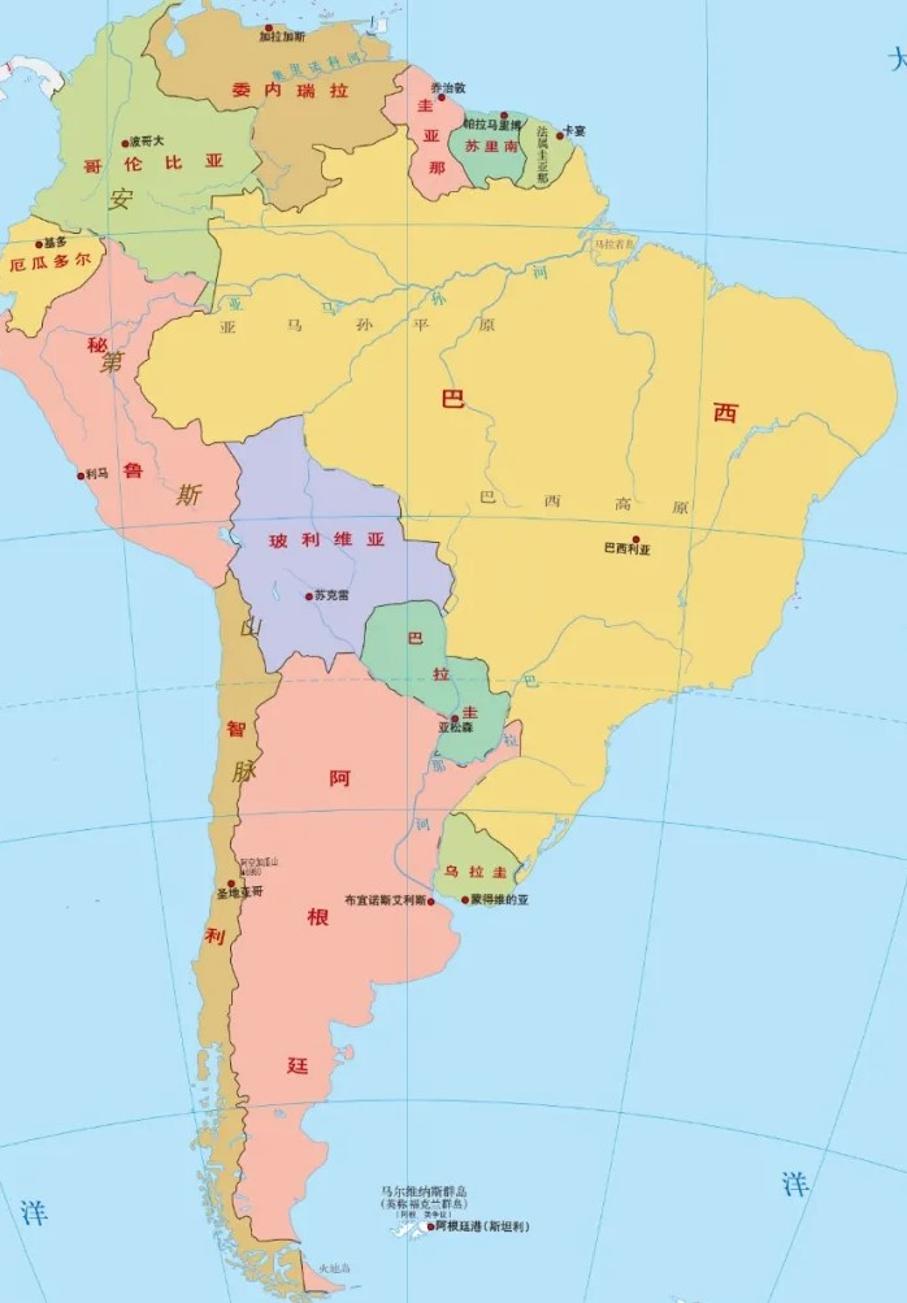 加拉加斯
大
奥里诺科河
委内瑞拉
乔治敦
圭亚那
帕拉马里博
苏里南
卡宴
法属圭亚那
波哥大
哥伦比亚
安
基多
厄瓜多尔
马拉若岛
亚马孙河
亚马孙平原
秘鲁
第
巴西
利马
斯
巴西高原
巴西利亚
玻利维亚
苏克雷
山
巴拉圭
亚松森
巴拉那河
智利
脉
阿根廷
阿空加瓜山
6960
圣地亚哥
乌拉圭
布宜诺斯艾利斯
蒙得维的亚
洋
洋
马尔维纳斯群岛
(英称福克兰群岛)
(阿根、英争议)
阿根廷港(斯坦利)
火地岛